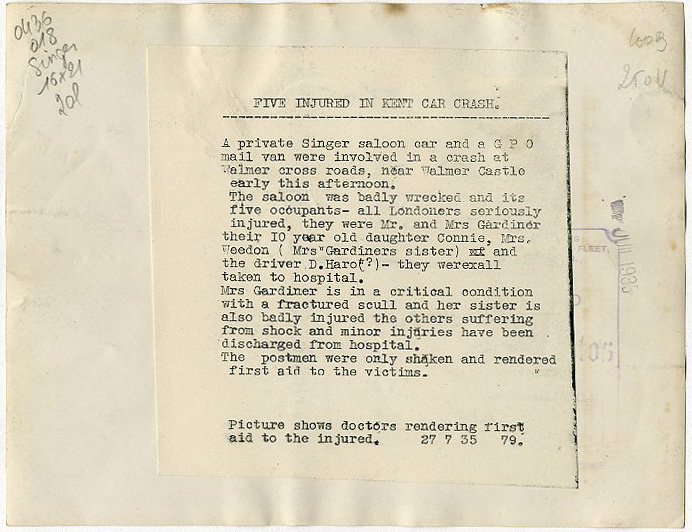 0436
018
Singer
16x21
201
FIVE INJURED IN KENT CAR CRASH.
A private Singer saloon car and a G P O
mail van were involved in a crash at
Walmer cross roads, near Walmer Castle
early this afternoon.
The saloon was badly wrecked and its
five occupants- all Londoners seriously
injured, they were Mr. and Mrs Gardiner
their IO year old daughter Connie, Mrs.
Weedon ( Mrs Gardiners sister) and
the driver D.Haro(?)- they werexall
taken to hospital.
Mrs Gardiner is in a critical condition
with a fractured scull and her sister is
also badly injured the others suffering
from shock and minor injuries have been
discharged from hospital.
The postmen were only shaken and rendered
first aid to the victims. "
Picture shows doctors rendering first
aid to the injured. 27 7 35 79.
JUL 1935
FLEET,
tos